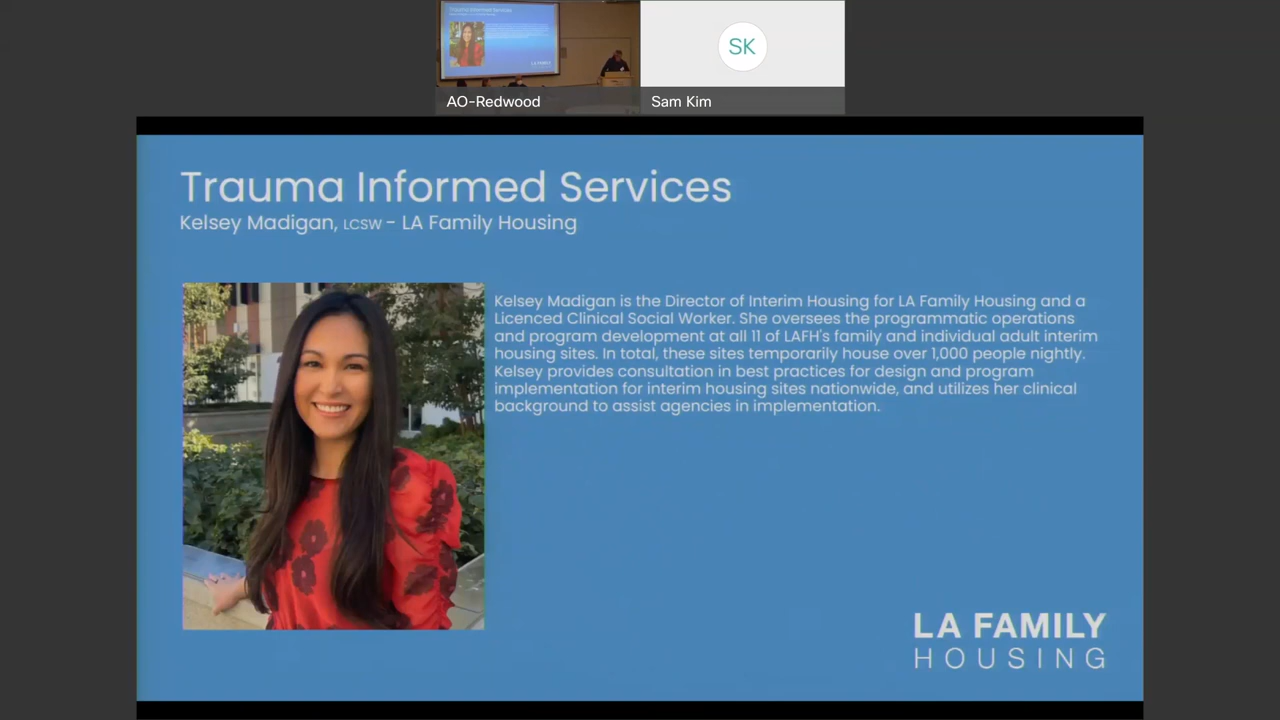 SK
AO-Redwood
Sam Kim
Trauma Informed Services
Kelsey Madigan, LCSW - LA Family Housing
Kelsey Madigan is the Director of Interim Housing for LA Family Housing and a
Licenced Clinical Social Worker. She oversees the programmatic operations
and program development at all 11 of LAFH's family and individual adult interim
housing sites. In total, these sites temporarily house over 1,000 people nightly.
Kelsey provides consultation in best practices for design and program
implementation for interim housing sites nationwide, and utilizes her clinical
background to assist agencies in implementation.
LA FAMILY
HOUSING